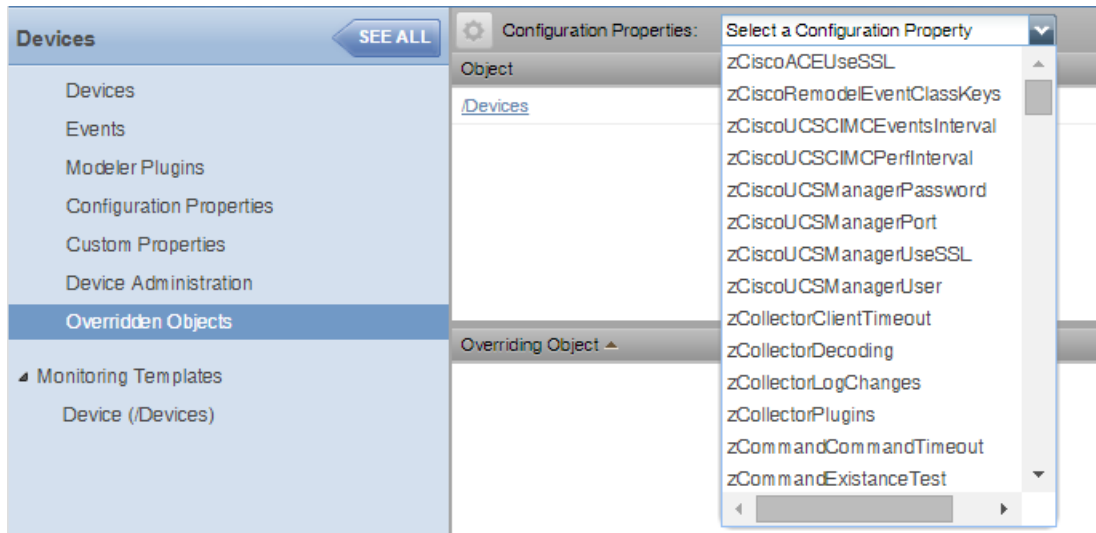 Devices
SEE ALL
Devices
Events
Modeler Plugins
Configuration Properties
Custom Properties
Device Administration
Overridden Objects
Monitoring Templates
Device (/Devices)
Configuration Properties:
Select a Configuration Property
Object
/Devices
Overriding Object
zCiscoACEUseSSL
zCiscoRemodelEventClassKeys
zCiscoUCSCIMCEventsInterval
zCiscoUCSCIMCPerfInterval
zCiscoUCSManagerPassword
zCiscoUCSManagerPort
zCiscoUCSManagerUseSSL
zCiscoUCSManagerUser
zCollectorClientTimeout
zCollectorDecoding
zCollectorLogChanges
zCollectorPlugins
zCommandCommandTimeout
zCommandExistanceTest